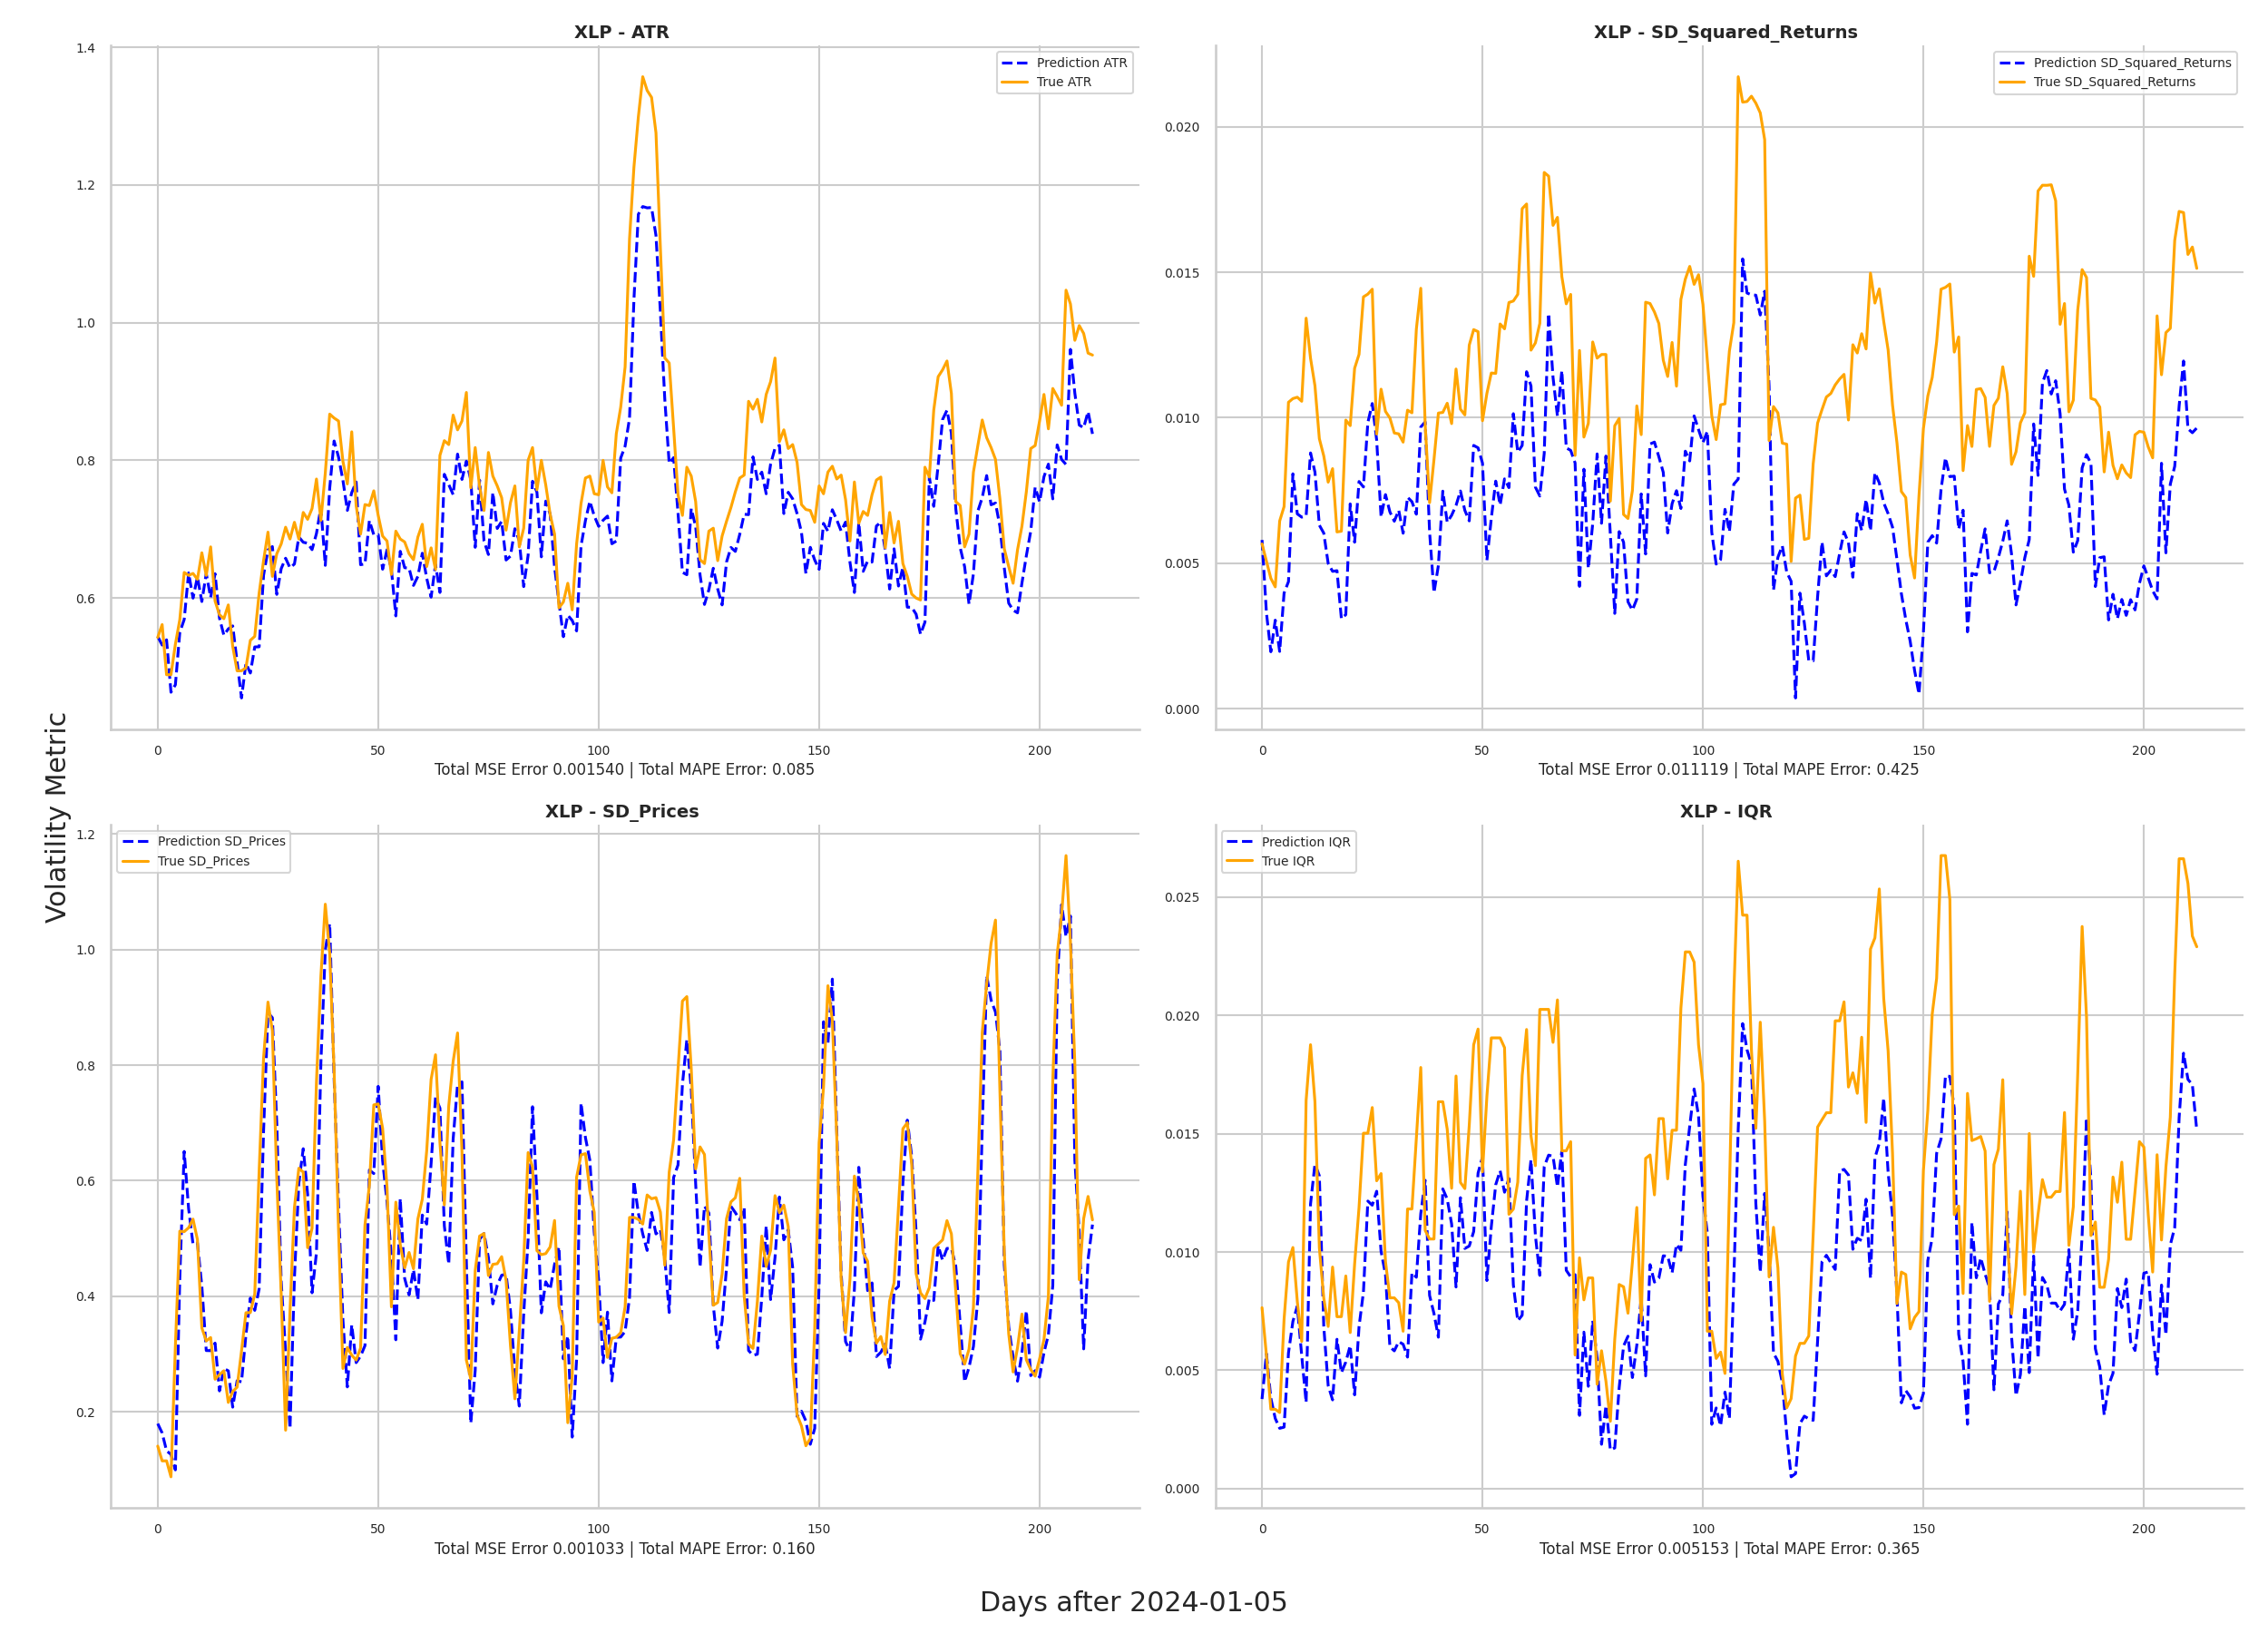 XLP - ATR
1.4
1.2
1.0
0.8
0.6
0
50
100
150
200
Prediction ATR
True ATR
Total MSE Error 0.001540 | Total MAPE Error: 0.085
XLP - SD_Squared_Returns
0.020
0.015
0.010
0.005
0.000
0
50
100
150
200
Prediction SD_Squared_Returns
True SD_Squared_Returns
Total MSE Error 0.011119 | Total MAPE Error: 0.425
Volatility Metric
XLP - SD_Prices
1.2
1.0
0.8
0.6
0.4
0.2
0
50
100
150
200
Prediction SD_Prices
True SD_Prices
Total MSE Error 0.001033 | Total MAPE Error: 0.160
XLP - IQR
0.025
0.020
0.015
0.010
0.005
0.000
0
50
100
150
200
Prediction IQR
True IQR
Total MSE Error 0.005153 | Total MAPE Error: 0.365
Days after 2024-01-05